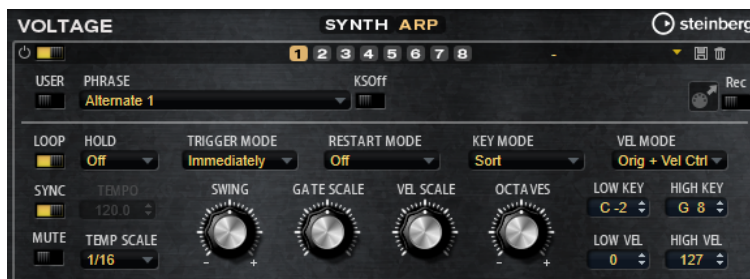 VOLTAGE SYNTH ARP steinberg
1 2 3 4 5 6 7 8 -
USER PHRASE KSOff Rec
Alternate 1
LOOP HOLD TRIGGER MODE RESTART MODE KEY MODE VEL MODE
Off Immediately Off Sort Orig + Vel Ctrl
SYNC TEMPO SWING GATE SCALE VEL SCALE OCTAVES LOW KEY HIGH KEY
120.0 C -2 G 8
MUTE TEMP SCALE LOW VEL HIGH VEL
1/16 - + - + 0 127